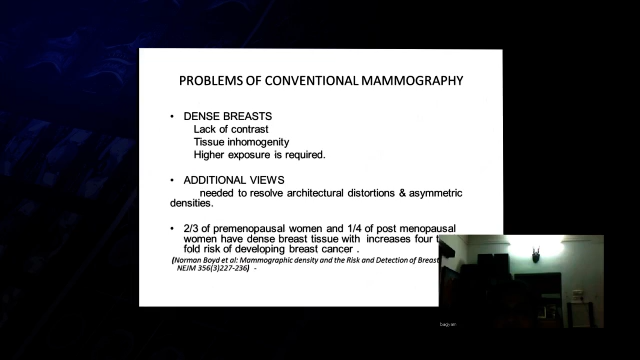 PROBLEMS OF CONVENTIONAL MAMMOGRAPHY
• DENSE BREASTS
Lack of contrast
Tissue inhomogenity
Higher exposure is required.
• ADDITIONAL VIEWS
needed to resolve architectural distortions & asymmetric
densities.
• 2/3 of premenopausal women and 1/4 of post menopausal
women have dense breast tissue with increases four
fold risk of developing breast cancer .
(Norman Boyd et al: Mammographic density and the Risk and Detection of Breast
NEJM 356(3)227-236) -